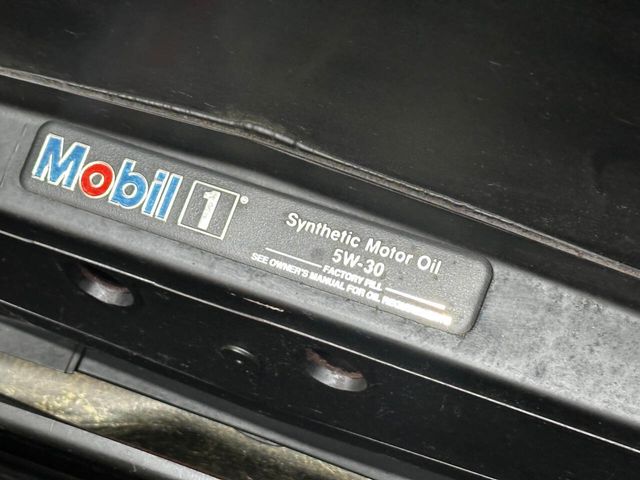 Mobil 1®
Synthetic Motor Oil
5W-30
FACTORY FILL
SEE OWNER'S MANUAL FOR OIL